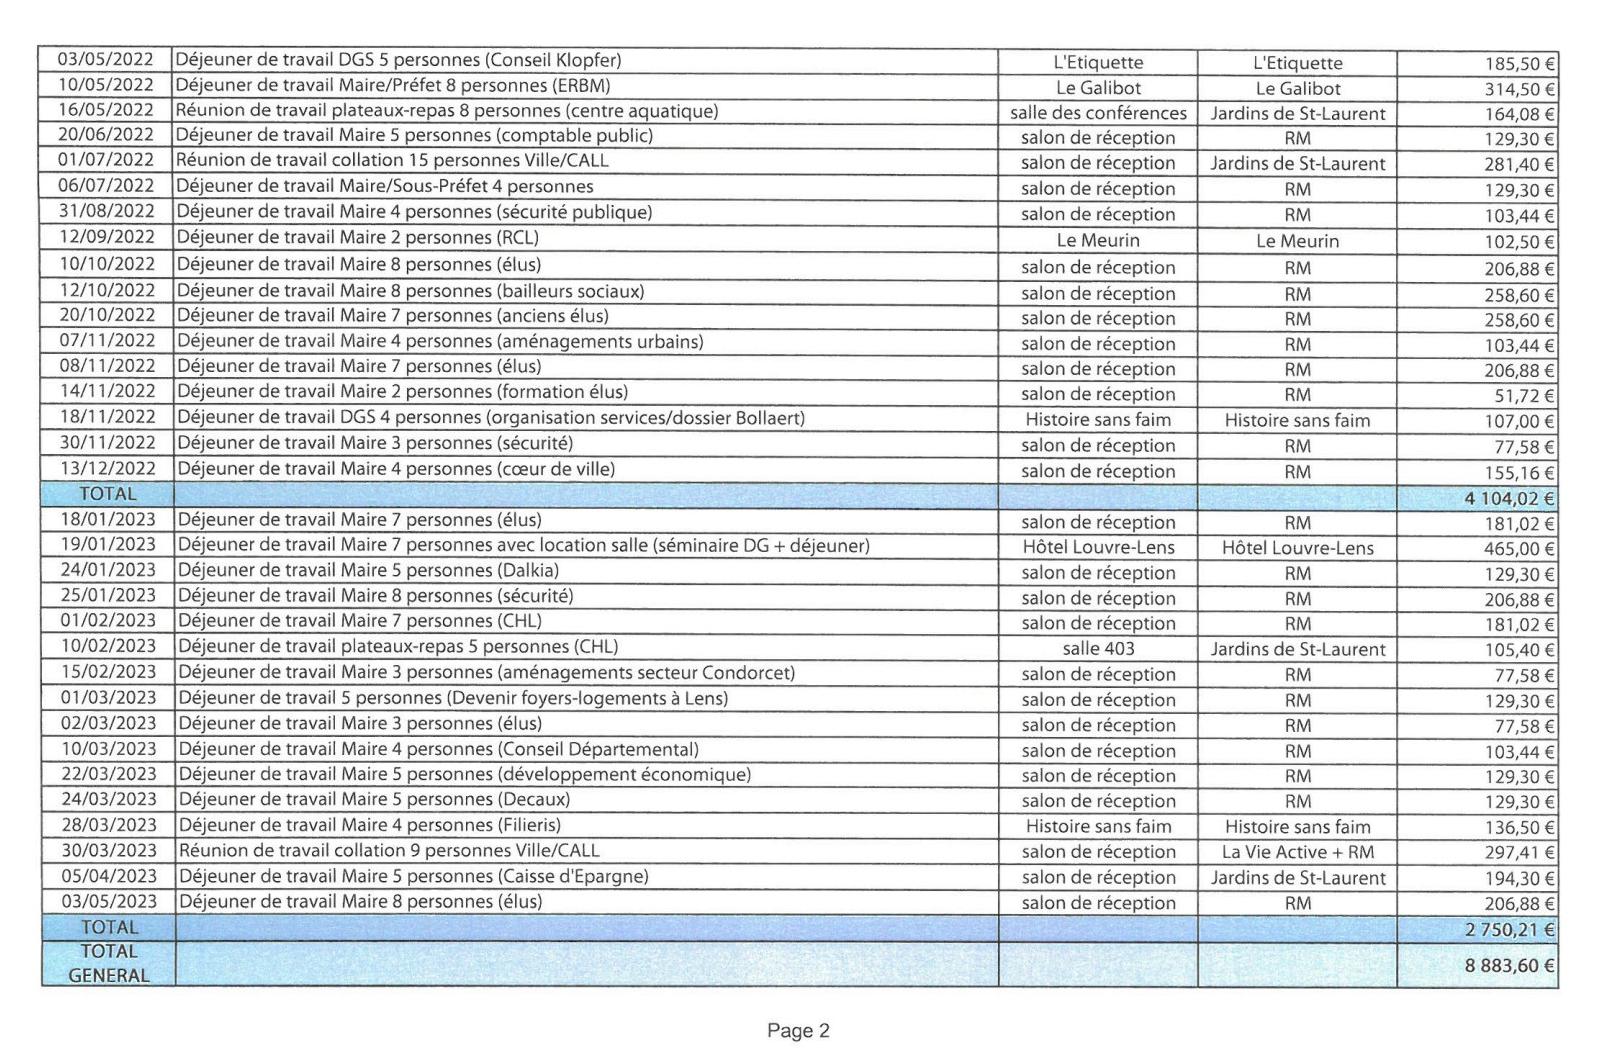 03/05/2022 Déjeuner de travail DGS 5 personnes (Conseil Klopfer) L'Etiquette L'Etiquette 185,50 €
10/05/2022 Déjeuner de travail Maire/Préfet 8 personnes (ERBM) Le Galibot Le Galibot 314,50 €
16/05/2022 Réunion de travail plateaux-repas 8 personnes (centre aquatique) salle des conférences Jardins de St-Laurent 164,08 €
20/06/2022 Déjeuner de travail Maire 5 personnes (comptable public) salon de réception RM 129,30 €
01/07/2022 Réunion de travail collation 15 personnes Ville/CALL salon de réception Jardins de St-Laurent 281,40 €
06/07/2022 Déjeuner de travail Maire/Sous-Préfet 4 personnes salon de réception RM 129,30 €
31/08/2022 Déjeuner de travail Maire 4 personnes (sécurité publique) salon de réception RM 103,44 €
12/09/2022 Déjeuner de travail Maire 2 personnes (RCL) Le Meurin Le Meurin 102,50 €
10/10/2022 Déjeuner de travail Maire 8 personnes (élus) salon de réception RM 206,88 €
12/10/2022 Déjeuner de travail Maire 8 personnes (bailleurs sociaux) salon de réception RM 258,60 €
20/10/2022 Déjeuner de travail Maire 7 personnes (anciens élus) salon de réception RM 258,60 €
07/11/2022 Déjeuner de travail Maire 4 personnes (aménagements urbains) salon de réception RM 103,44 €
08/11/2022 Déjeuner de travail Maire 7 personnes (élus) salon de réception RM 206,88 €
14/11/2022 Déjeuner de travail Maire 2 personnes (formation élus) salon de réception RM 51,72 €
18/11/2022 Déjeuner de travail DGS 4 personnes (organisation services/dossier Bollaert) Histoire sans faim Histoire sans faim 107,00 €
30/11/2022 Déjeuner de travail Maire 3 personnes (sécurité) salon de réception RM 77,58 €
13/12/2022 Déjeuner de travail Maire 4 personnes (cœur de ville) salon de réception RM 155,16 €
TOTAL 4 104,02 €
18/01/2023 Déjeuner de travail Maire 7 personnes (élus) salon de réception RM 181,02 €
19/01/2023 Déjeuner de travail Maire 7 personnes avec location salle (séminaire DG + déjeuner) Hôtel Louvre-Lens Hôtel Louvre-Lens 465,00 €
24/01/2023 Déjeuner de travail Maire 5 personnes (Dalkia) salon de réception RM 129,30 €
25/01/2023 Déjeuner de travail Maire 8 personnes (sécurité) salon de réception RM 206,88 €
01/02/2023 Déjeuner de travail Maire 7 personnes (CHL) salon de réception RM 181,02 €
10/02/2023 Déjeuner de travail plateaux-repas 5 personnes (CHL) salle 403 Jardins de St-Laurent 105,40 €
15/02/2023 Déjeuner de travail Maire 3 personnes (aménagements secteur Condorcet) salon de réception RM 77,58 €
01/03/2023 Déjeuner de travail 5 personnes (Devenir foyers-logements à Lens) salon de réception RM 129,30 €
02/03/2023 Déjeuner de travail Maire 3 personnes (élus) salon de réception RM 77,58 €
10/03/2023 Déjeuner de travail Maire 4 personnes (Conseil Départemental) salon de réception RM 103,44 €
22/03/2023 Déjeuner de travail Maire 5 personnes (développement économique) salon de réception RM 129,30 €
24/03/2023 Déjeuner de travail Maire 5 personnes (Decaux) salon de réception RM 129,30 €
28/03/2023 Déjeuner de travail Maire 4 personnes (Filieris) Histoire sans faim Histoire sans faim 136,50 €
30/03/2023 Réunion de travail collation 9 personnes Ville/CALL salon de réception La Vie Active + RM 297,41 €
05/04/2023 Déjeuner de travail Maire 5 personnes (Caisse d'Epargne) salon de réception Jardins de St-Laurent 194,30 €
03/05/2023 Déjeuner de travail Maire 8 personnes (élus) salon de réception RM 206,88 €
TOTAL 2 750,21 €
TOTAL
GENERAL 8 883,60 €
Page 2